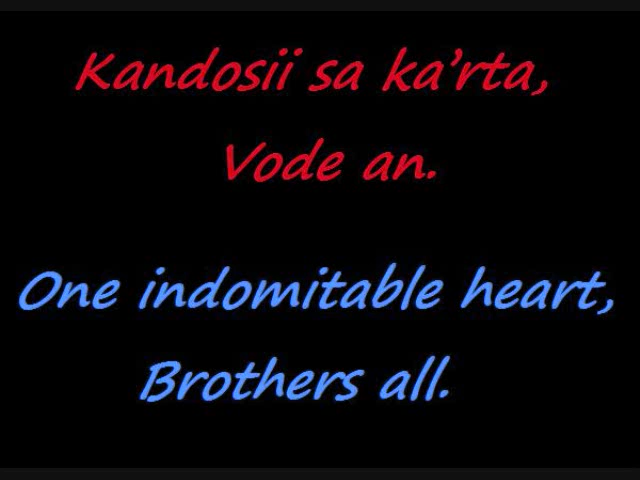 Kandosii sa ka’rta,
Vode an.
One indomitable heart,
Brothers all.